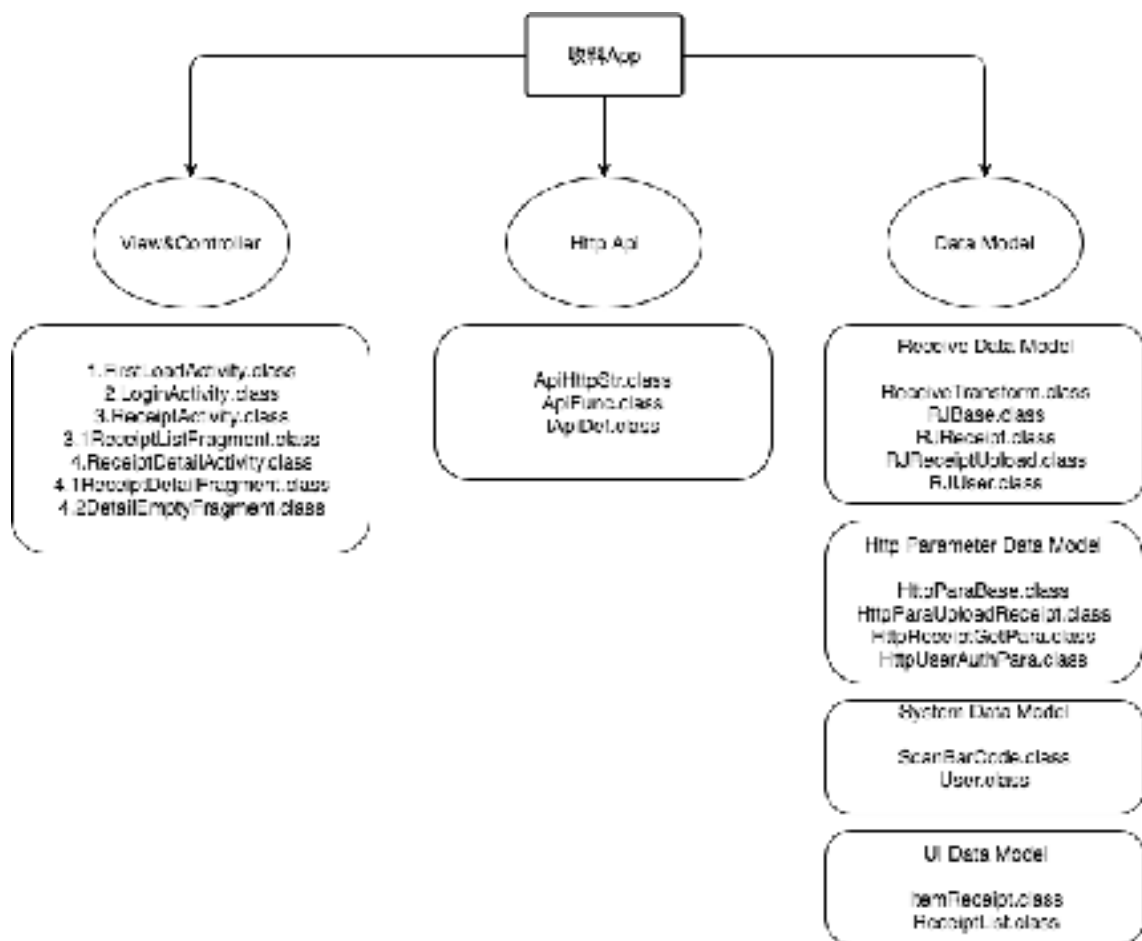 收料App
View&Controller
Http Api
Data Model
1.FirstLoadActivity.class
2.LoginActivity.class
3.ReceiptActivity.class
3.1ReceiptListFragment.class
4.ReceiptDetailActivity.class
4.1ReceiptDetailFragment.class
4.2DetailEmptyFragment.class
ApiHttpStr.class
ApiFunc.class
IApiDef.class
Receive Data Model
ReceiveTransform.class
RJBase.class
RJReceipt.class
RJReceiptUpload.class
RJUser.class
Http Parameter Data Model
HttpParaBase.class
HttpParaUploadReceipt.class
HttpReceiptGetPara.class
HttpUserAuthPara.class
System Data Model
ScanBarCode.class
User.class
UI Data Model
ItemReceipt.class
ReceiptList.class